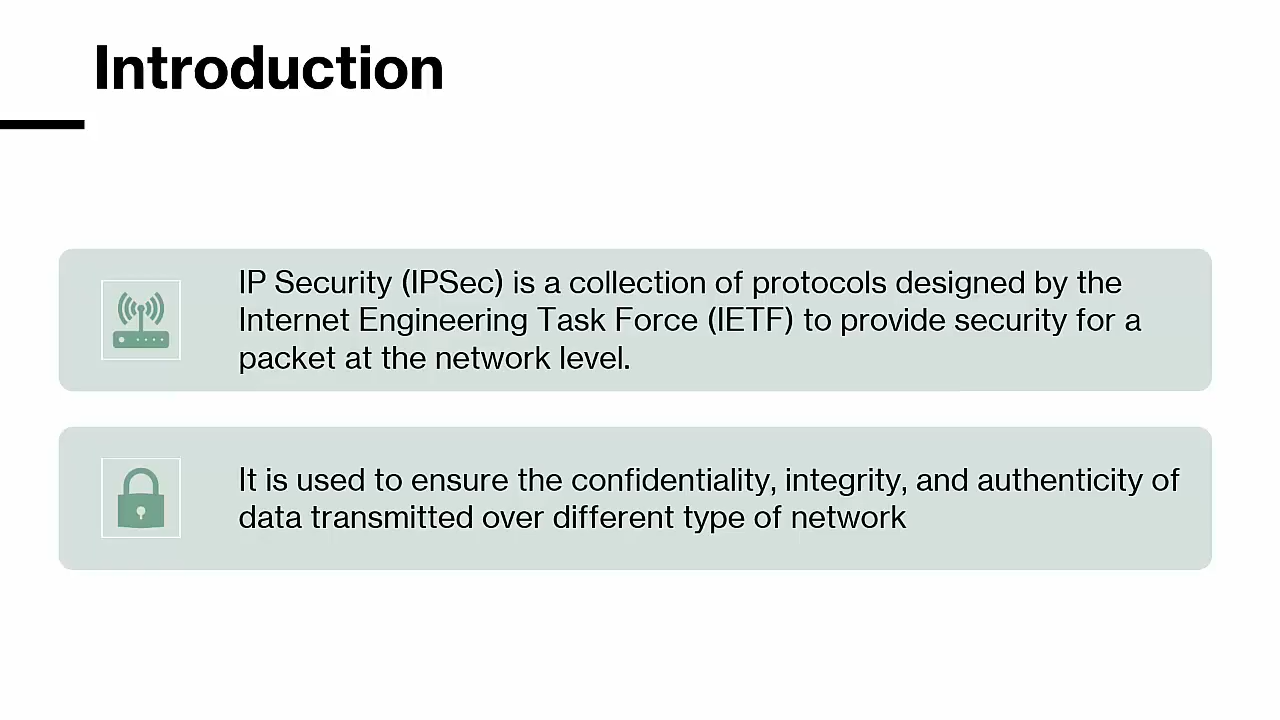 Introduction
IP Security (IPSec) is a collection of protocols designed by the
Internet Engineering Task Force (IETF) to provide security for a
packet at the network level.
It is used to ensure the confidentiality, integrity, and authenticity of
data transmitted over different type of network